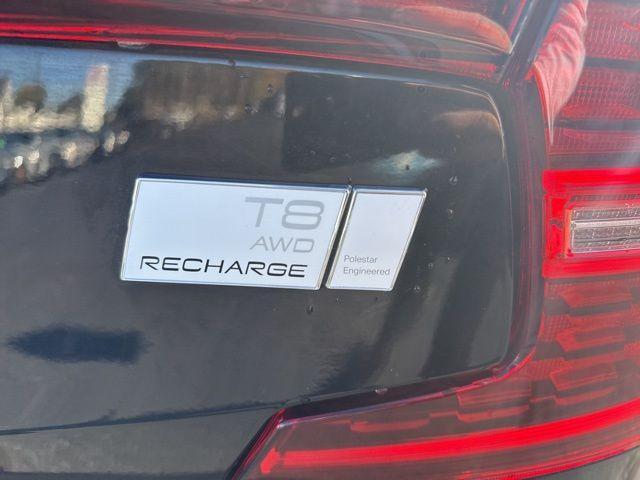 T8
AWD
RECHARGE
Polestar
Engineered